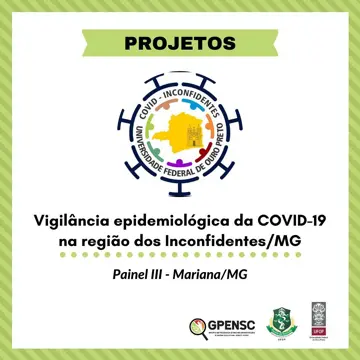 PROJETOS
COVID - INCONFIDENTES
UNIVERSIDADE FEDERAL DE OURO PRETO
Vigilância epidemiológica da COVID-19
na região dos Inconfidentes/MG
Painel III - Mariana/MG
GPENSC
UFOP
UFOP